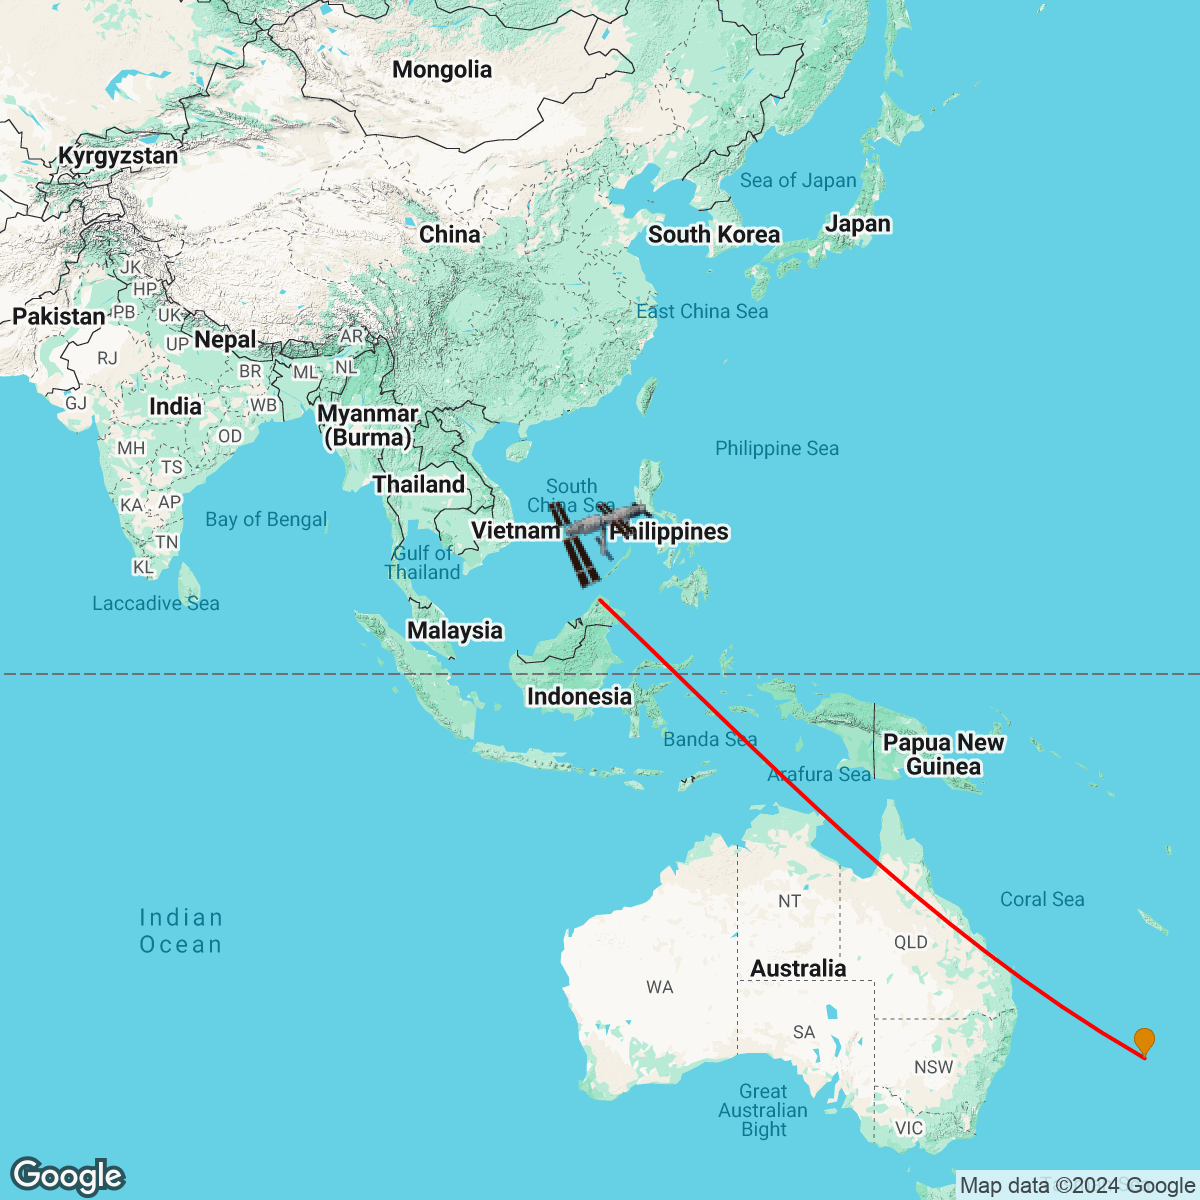 Mongolia
Kyrgyzstan
Sea of Japan
Japan
China
South Korea
JK
HP
PB
UK
Pakistan
East China Sea
UP
Nepal
AR
RJ
BR
ML
NL
GJ
India
WB
Myanmar
(Burma)
OD
MH
TS
Philippine Sea
Thailand
South
China Sea
KA
AP
Bay of Bengal
Vietnam
Philippines
TN
KL
Gulf of
Thailand
Laccadive Sea
Malaysia
Indonesia
Banda Sea
Papua New
Guinea
Arafura Sea
Indian
Ocean
NT
Coral Sea
QLD
Australia
WA
SA
NSW
Great
Australian
Bight
VIC
Google
Map data ©2024 Google